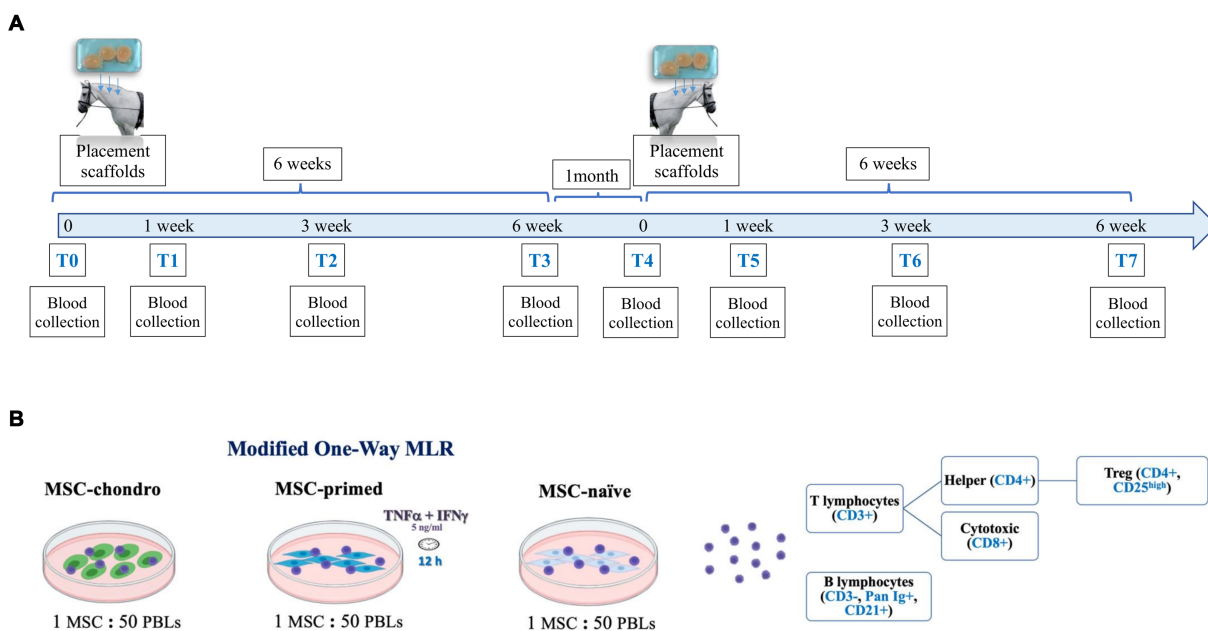 A
Placement
scaffolds
6 weeks
1month
Placement
scaffolds
6 weeks
0
1 week
3 week
6 week
0
1 week
3 week
6 week
T0
T1
T2
T3
T4
T5
T6
T7
Blood
collection
Blood
collection
Blood
collection
Blood
collection
Blood
collection
Blood
collection
Blood
collection
Blood
collection
B
Modified One-Way MLR
MSC-chondro
1 MSC : 50 PBLs
MSC-primed
TNFα + IFNγ
5 ng/ml
12 h
1 MSC : 50 PBLs
MSC-naïve
1 MSC : 50 PBLs
T lymphocytes
(CD3+)
Helper (CD4+)
Treg (CD4+,
CD25high)
Cytotoxic
(CD8+)
B lymphocytes
(CD3-, Pan Ig+,
CD21+)